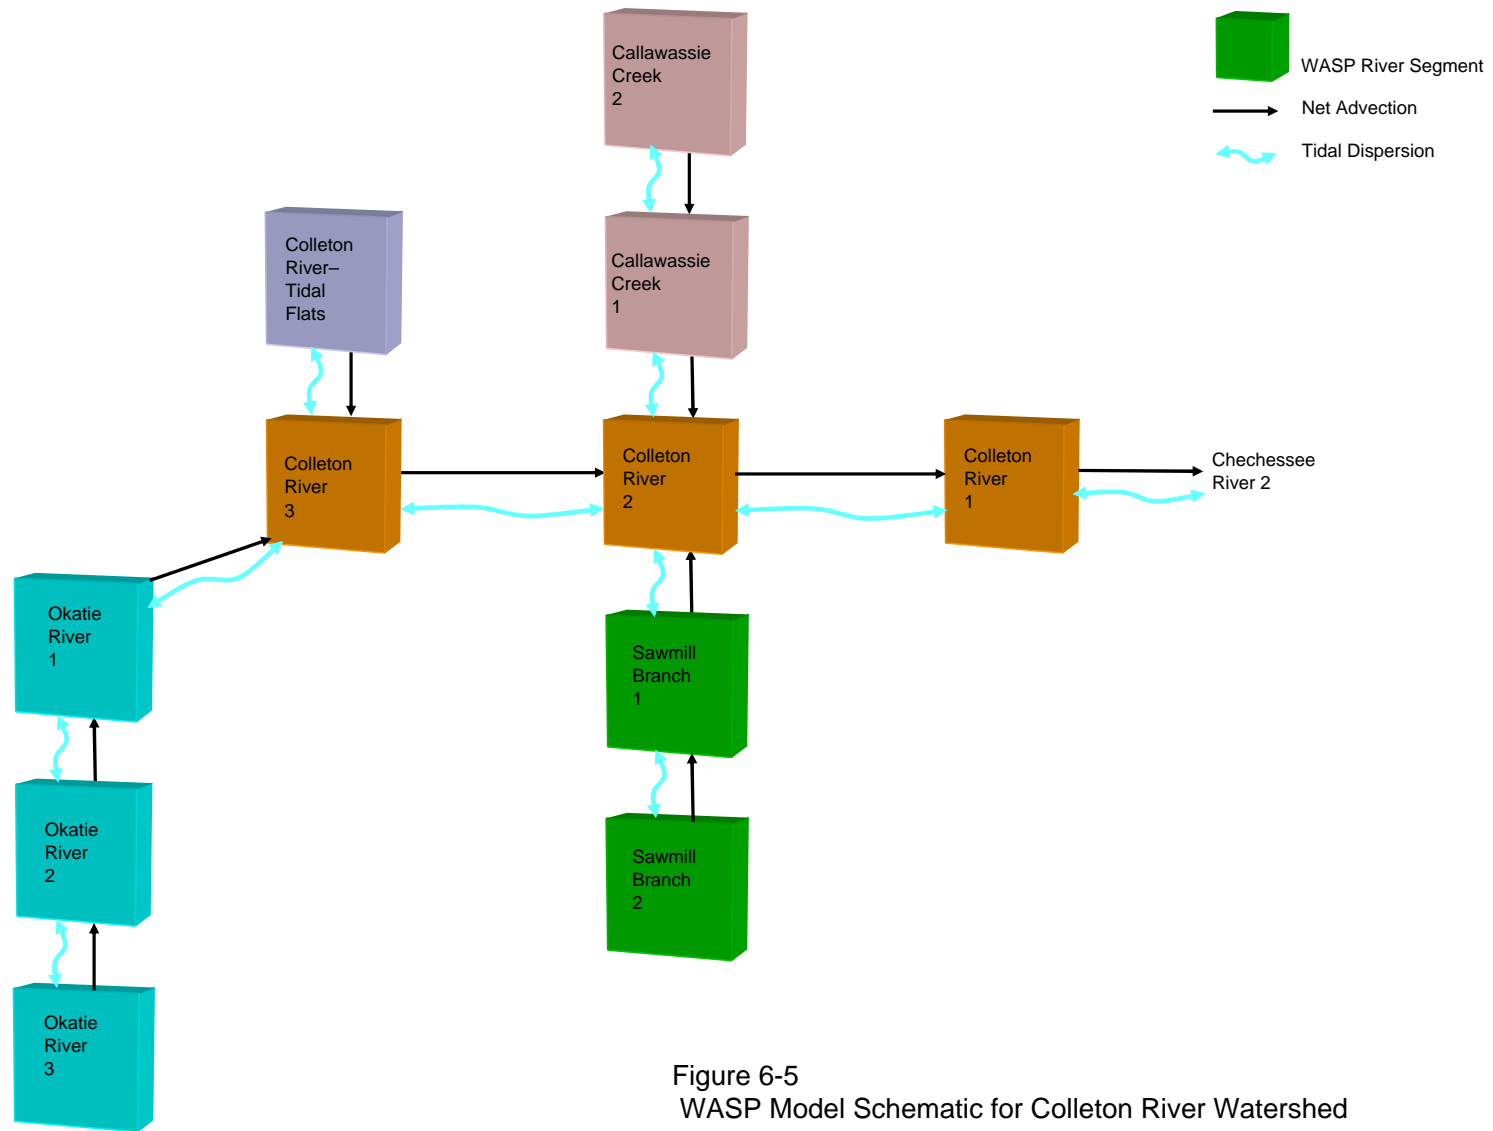 Callawassie
Creek
2
WASP River Segment
Net Advection
Tidal Dispersion
Colleton
River–
Tidal
Flats
Callawassie
Creek
1
Colleton
River
3
Colleton
River
2
Colleton
River
1
Chechessee
River 2
Okatie
River
1
Sawmill
Branch
1
Okatie
River
2
Sawmill
Branch
2
Okatie
River
3
Figure 6-5
WASP Model Schematic for Colleton River Watershed